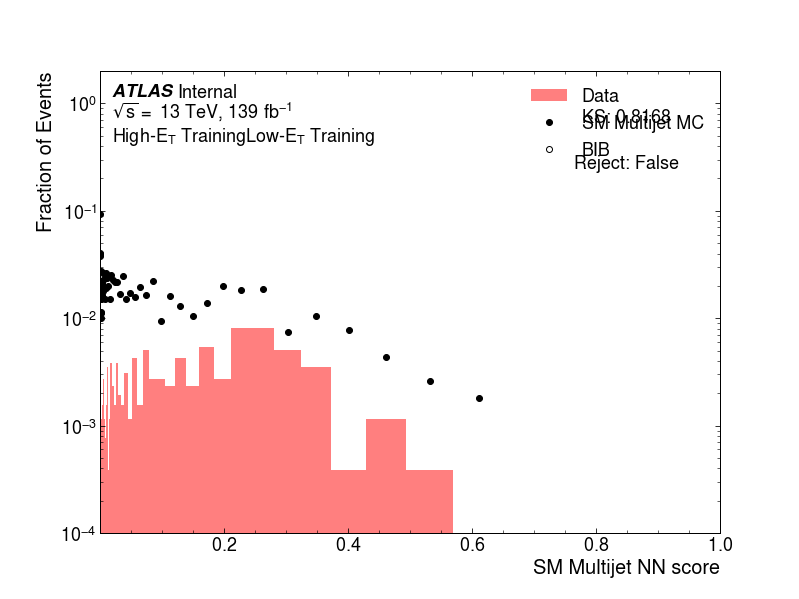 ATLAS Internal
√s = 13 TeV, 139 fb⁻¹
High-E_T TrainingLow-E_T Training
Data
KS: 0.8168
SM Multijet MC
BIB
Reject: False
Fraction of Events
10⁰
10⁻¹
10⁻²
10⁻³
10⁻⁴
0.2 0.4 0.6 0.8 1.0
SM Multijet NN score